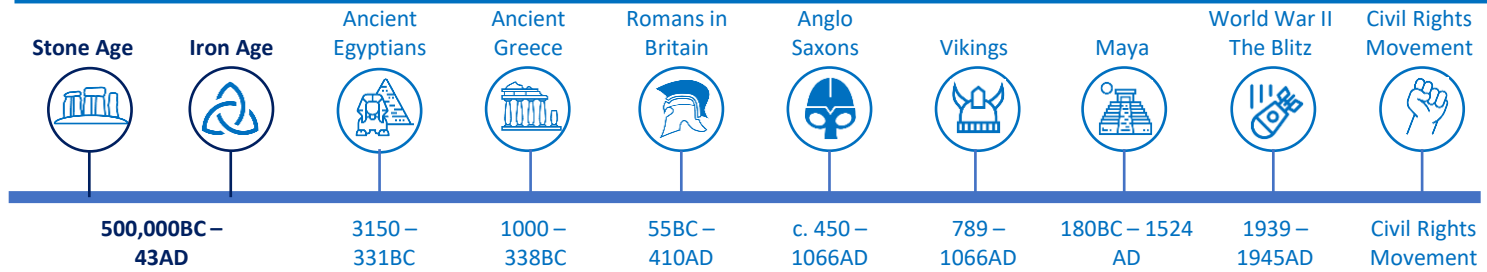 Stone Age
Iron Age
Ancient
Egyptians
Ancient
Greece
Romans in
Britain
Anglo
Saxons
Vikings
Maya
World War II
The Blitz
Civil Rights
Movement
500,000BC –
43AD
3150 –
331BC
1000 –
338BC
55BC –
410AD
c. 450 –
1066AD
789 –
1066AD
180BC – 1524
AD
1939 –
1945AD
Civil Rights
Movement